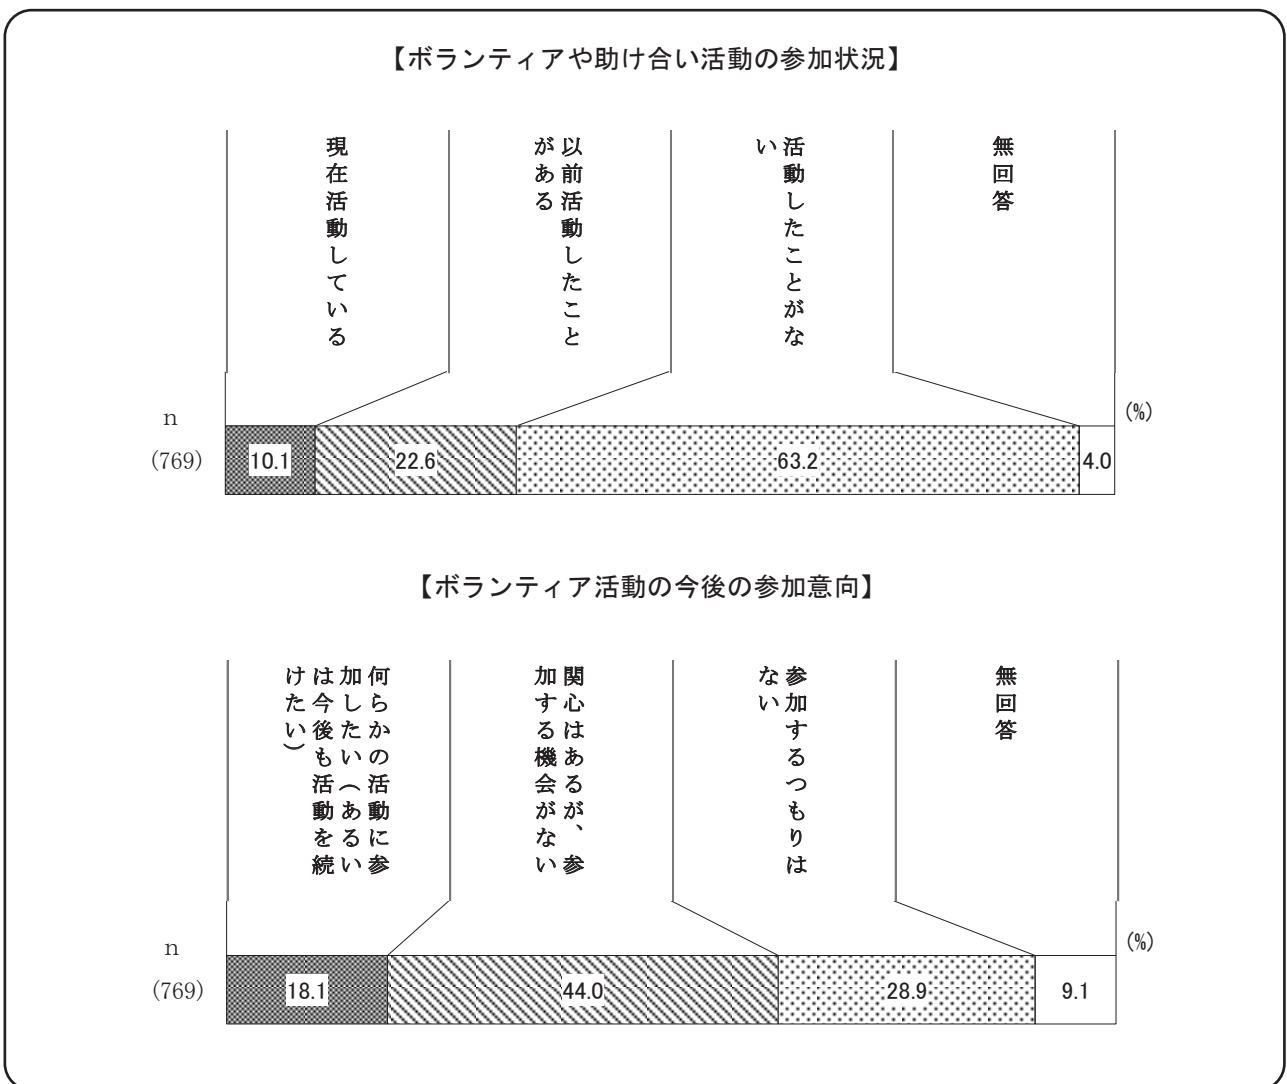 【ボランティアや助け合い活動の参加状況】
現在活動している
以前活動したこと
がある
活動したことがな
い
無回答
(%)
n
(769)
10.1
22.6
63.2
4.0
【ボランティア活動の今後の参加意向】
何らかの活動に参
加したい（あるい
は今後も活動を続
けたい）
関心はあるが、参
加する機会がない
参加するつもりは
ない
無回答
(%)
n
(769)
18.1
44.0
28.9
9.1